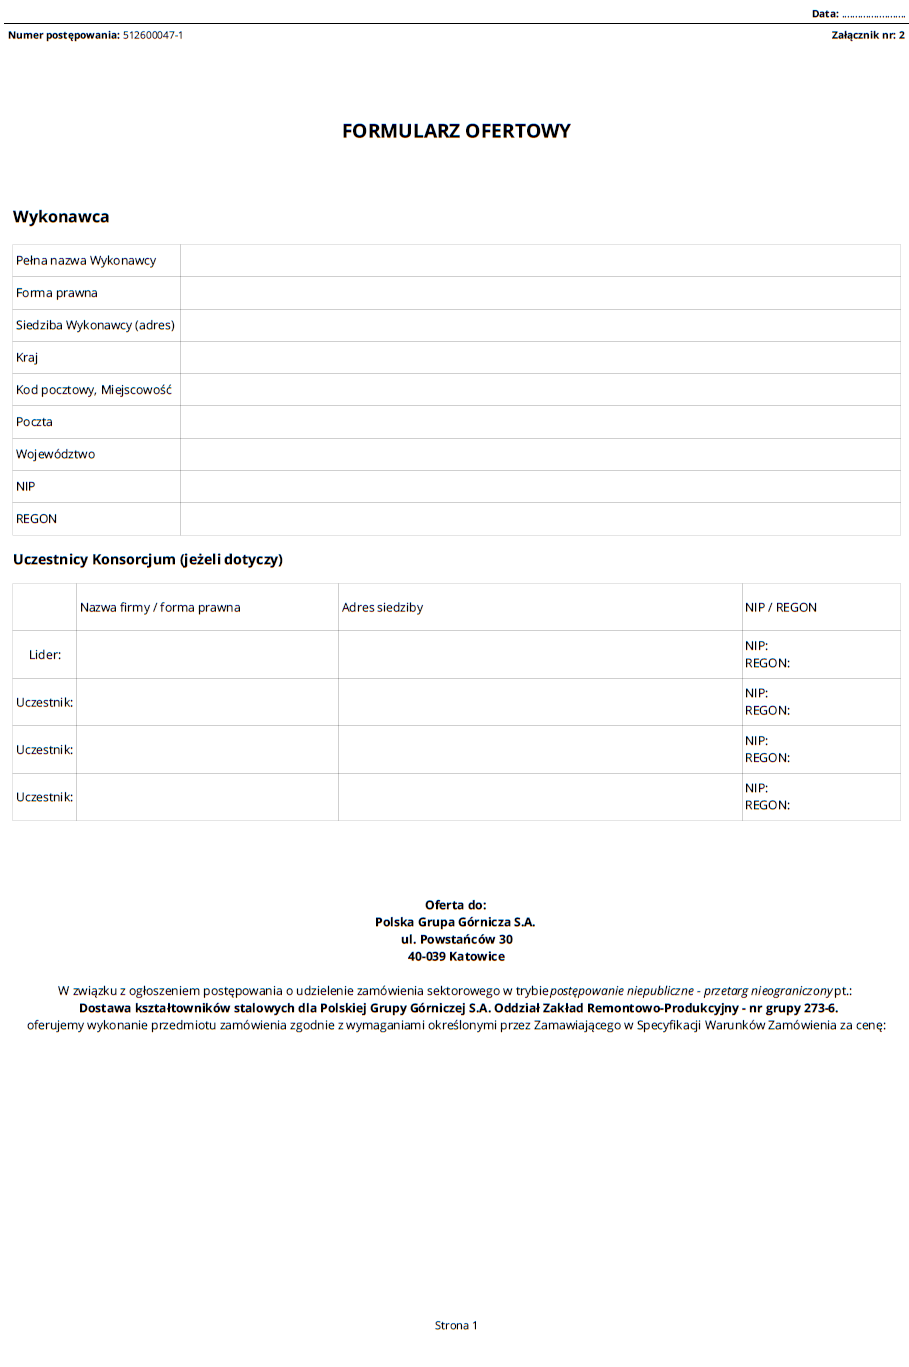 Data: ........................
Numer postępowania: 512600047-1
Załącznik nr: 2
FORMULARZ OFERTOWY
Wykonawca
Pełna nazwa Wykonawcy
Forma prawna
Siedziba Wykonawcy (adres)
Kraj
Kod pocztowy, Miejscowość
Poczta
Województwo
NIP
REGON
Uczestnicy Konsorcjum (jeżeli dotyczy)
Nazwa firmy / forma prawna
Adres siedziby
NIP / REGON
Lider:
NIP:
REGON:
Uczestnik:
NIP:
REGON:
Uczestnik:
NIP:
REGON:
Uczestnik:
NIP:
REGON:
Oferta do:
Polska Grupa Górnicza S.A.
ul. Powstańców 30
40-039 Katowice
W związku z ogłoszeniem postępowania o udzielenie zamówienia sektorowego w trybie postępowanie niepubliczne - przetarg nieograniczony pt.:
Dostawa kształtowników stalowych dla Polskiej Grupy Górniczej S.A. Oddział Zakład Remontowo-Produkcyjny - nr grupy 273-6.
oferujemy wykonanie przedmiotu zamówienia zgodnie z wymaganiami określonymi przez Zamawiającego w Specyfikacji Warunków Zamówienia za cenę:
Strona 1